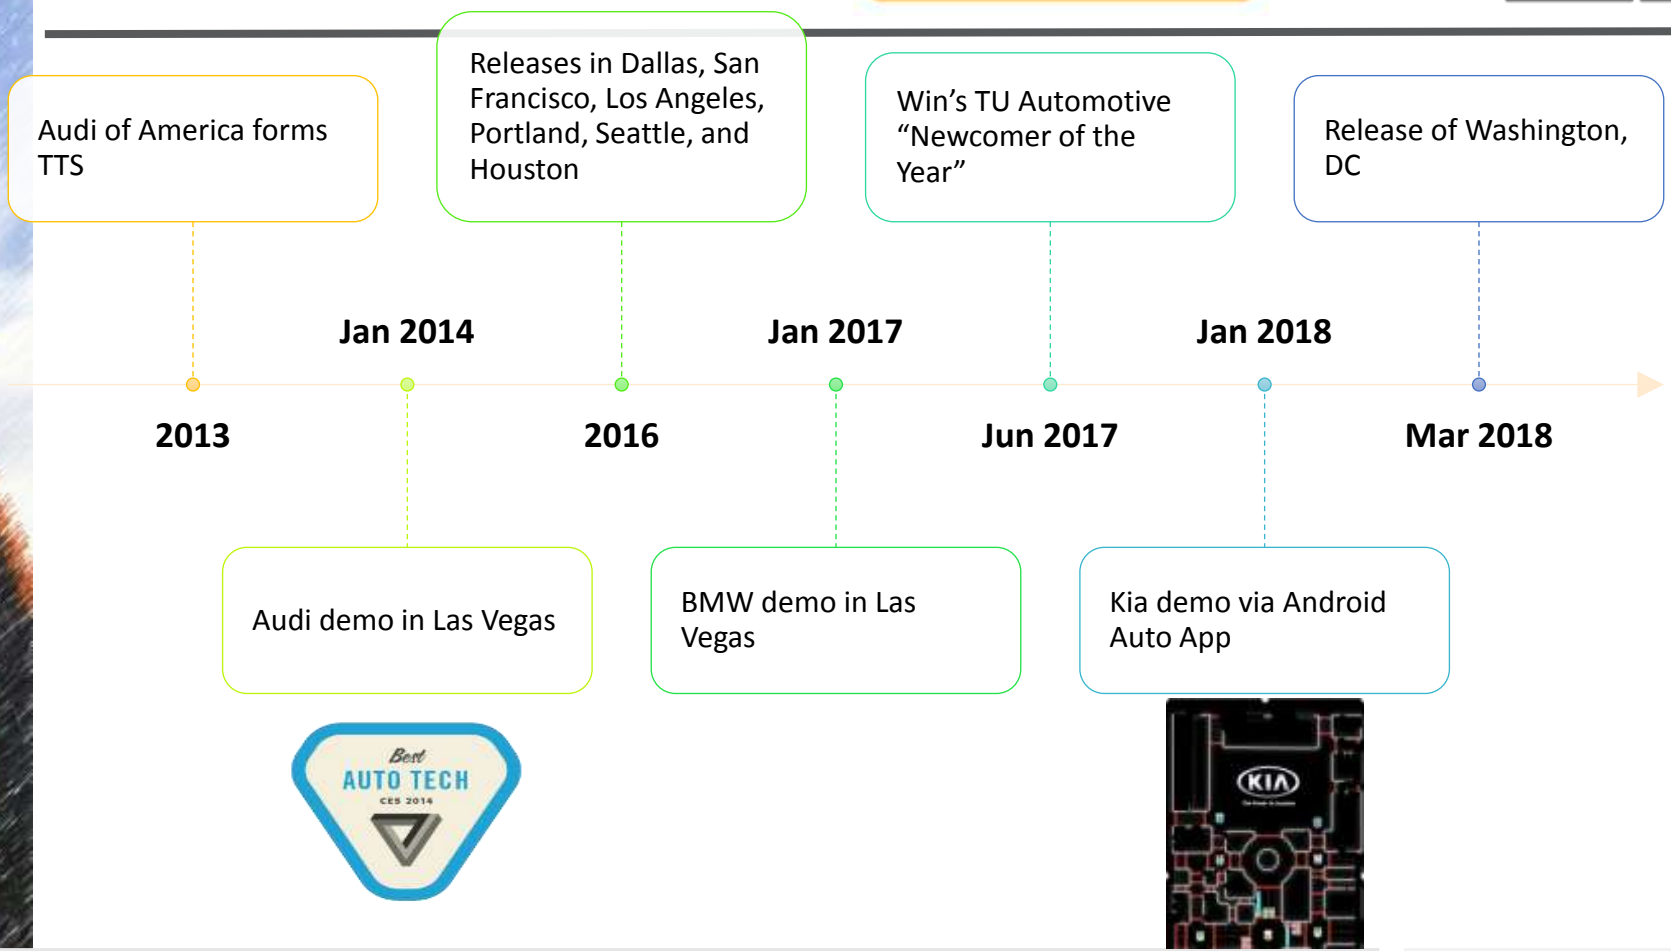 Audi of America forms
TTS
Releases in Dallas, San
Francisco, Los Angeles,
Portland, Seattle, and
Houston
Win’s TU Automotive
“Newcomer of the
Year”
Release of Washington,
DC
Jan 2014
Jan 2017
Jan 2018
2013
2016
Jun 2017
Mar 2018
Audi demo in Las Vegas
BMW demo in Las
Vegas
Kia demo via Android
Auto App
Best
AUTO TECH
CES 2014
KIA